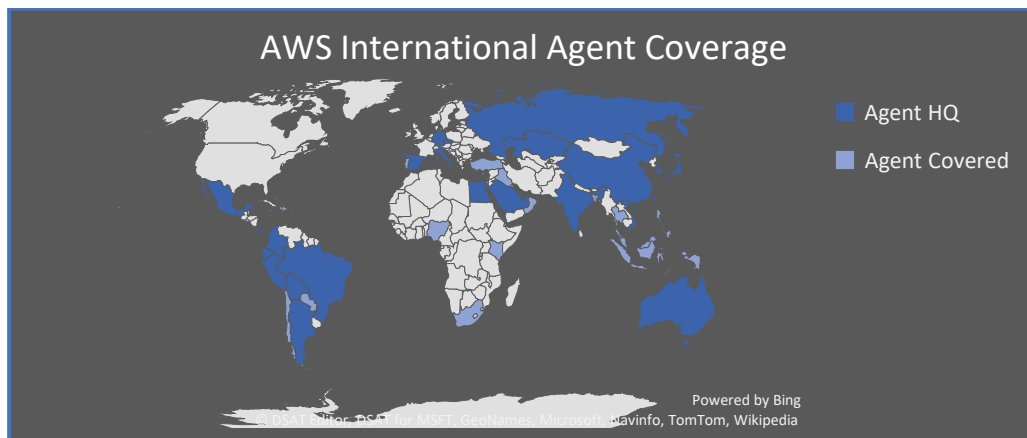 AWS International Agent Coverage
Agent HQ
Agent Covered
Powered by Bing
© DSAT Editor, DSAT for MSFT, GeoNames, Microsoft, Navinfo, TomTom, Wikipedia